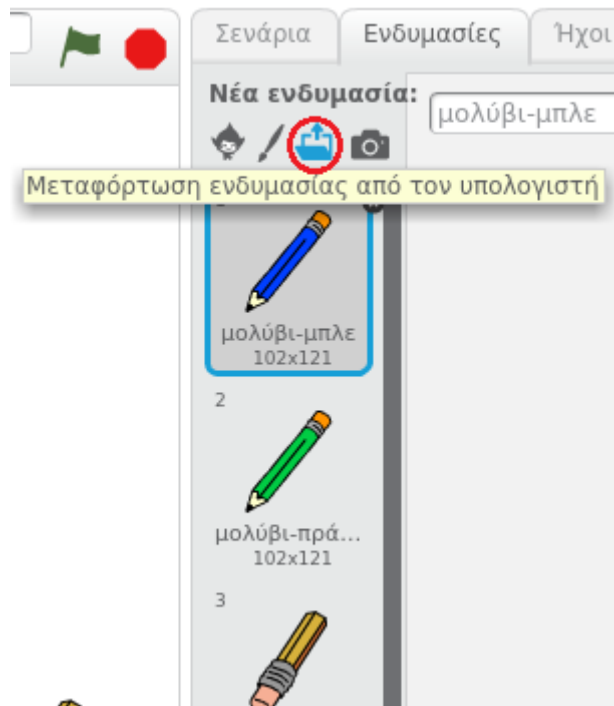 Σενάρια Ενδυμασίες Ήχοι
Νέα ενδυμασία:
μολύβι-μπλε
Μεταφόρτωση ενδυμασίας από τον υπολογιστή
μολύβι-μπλε
102x121
2
μολύβι-πρά...
102x121
3